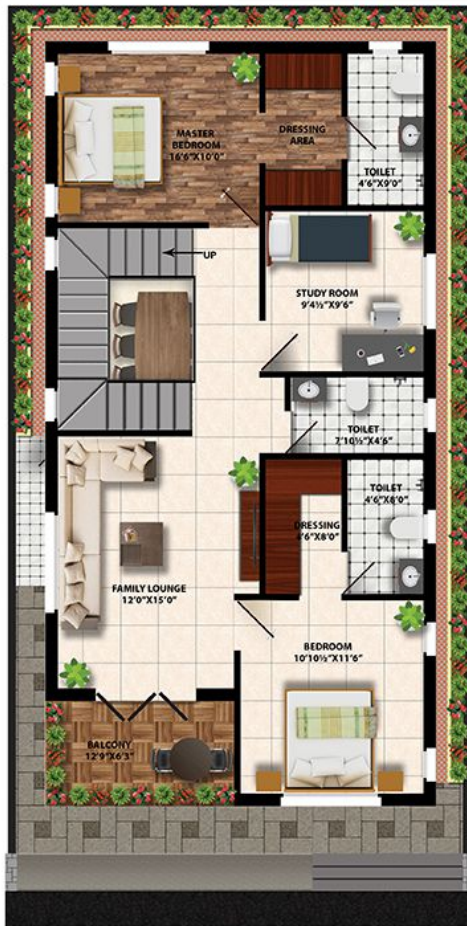 MASTER
BEDROOM
16'6"X10'0"
DRESSING
AREA
TOILET
4'6"X9'0"
UP
STUDY ROOM
9'4½"X9'6"
TOILET
7'10½"X4'6"
TOILET
4'6"X8'0"
DRESSING
4'6"X8'0"
FAMILY LOUNGE
12'0"X15'0"
BEDROOM
10'10½"X11'6"
BALCONY
12'9"X6'3"